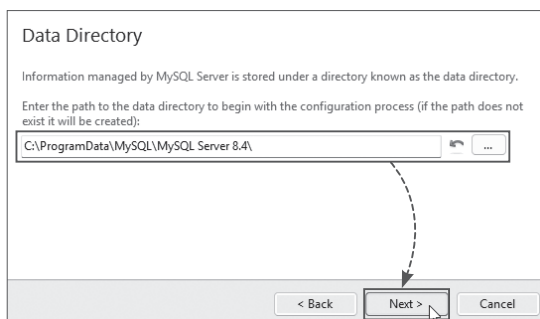 Data Directory
Information managed by MySQL Server is stored under a directory known as the data directory.
Enter the path to the data directory to begin with the configuration process (if the path does not
exist it will be created):
C:\ProgramData\MySQL\MySQL Server 8.4\
...
< Back
Next >
Cancel